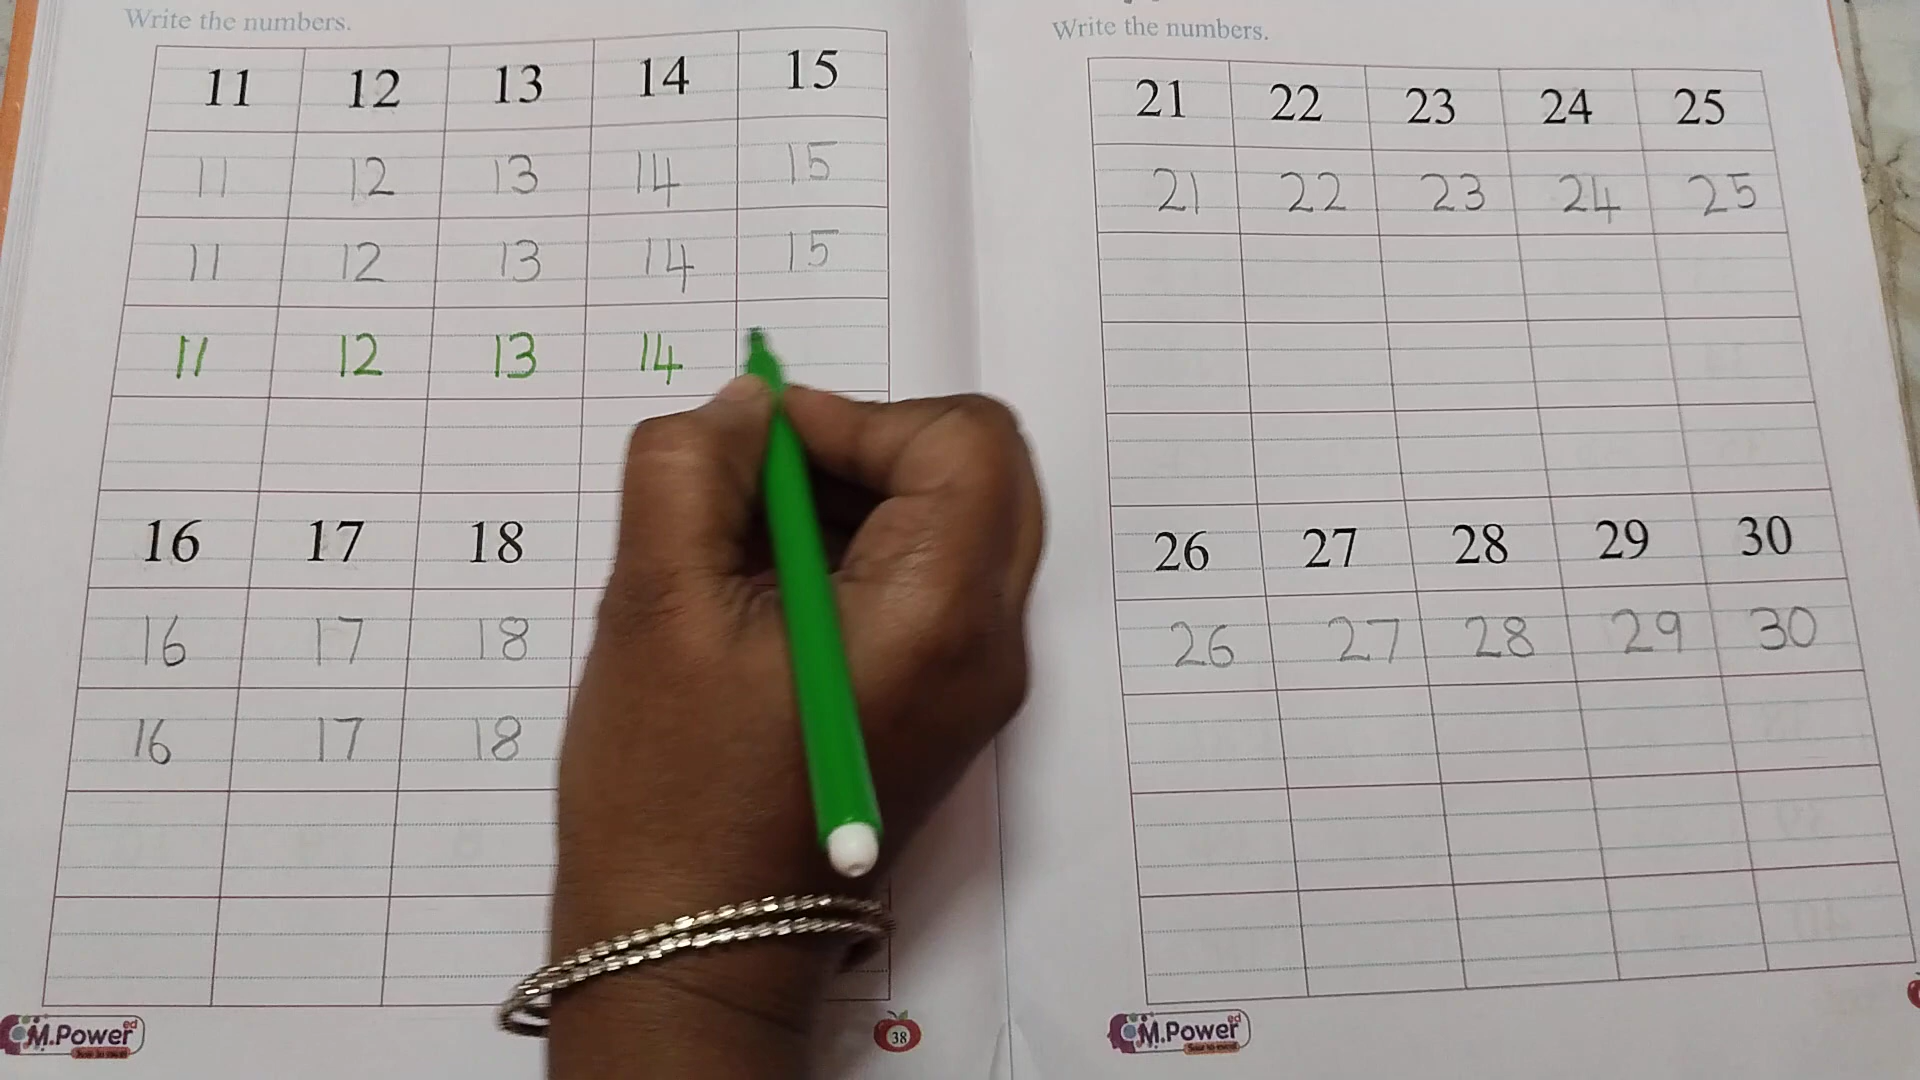 Write the numbers.
11 12 13 14 15
11 12 13 14 15
11 12 13 14 15
11 12 13 14
16 17 18
16 17 18
16 17 18
M.Power ed
38
Write the numbers.
21 22 23 24 25
21 22 23 24 25
26 27 28 29 30
26 27 28 29 30
M.Power ed